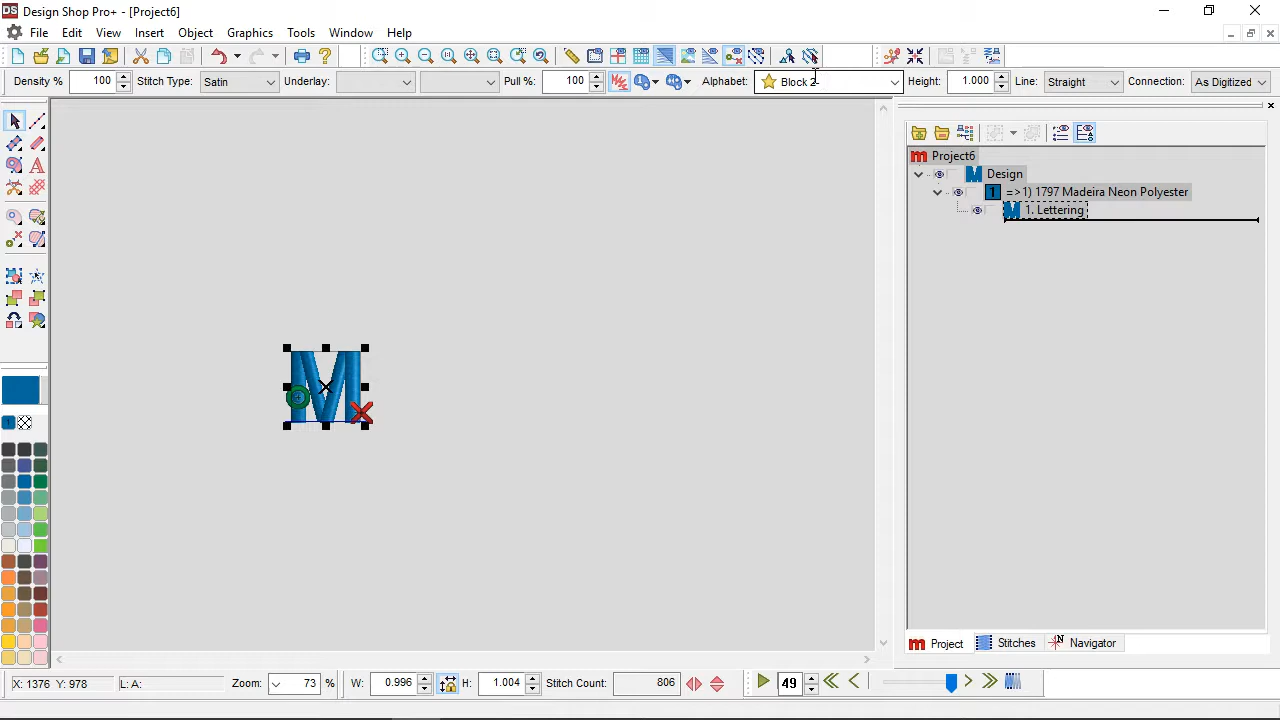 DS Design Shop Pro+ - [Project6]
File Edit View Insert Object Graphics Tools Window Help
Density % 100 Stitch Type Satin Underlay: Pull %: 100 Alphabet: Block 2 Height: 1.000 Line: Straight Connection: As Digitized
Project6
Design
1 =>1) 1797 Madeira Neon Polyester
1. Lettering
M
Project Stitches Navigator
X: 1376 Y: 978 L: A: Zoom: 73 % W: 0.996 H: 1.004 Stitch Count: 806 49